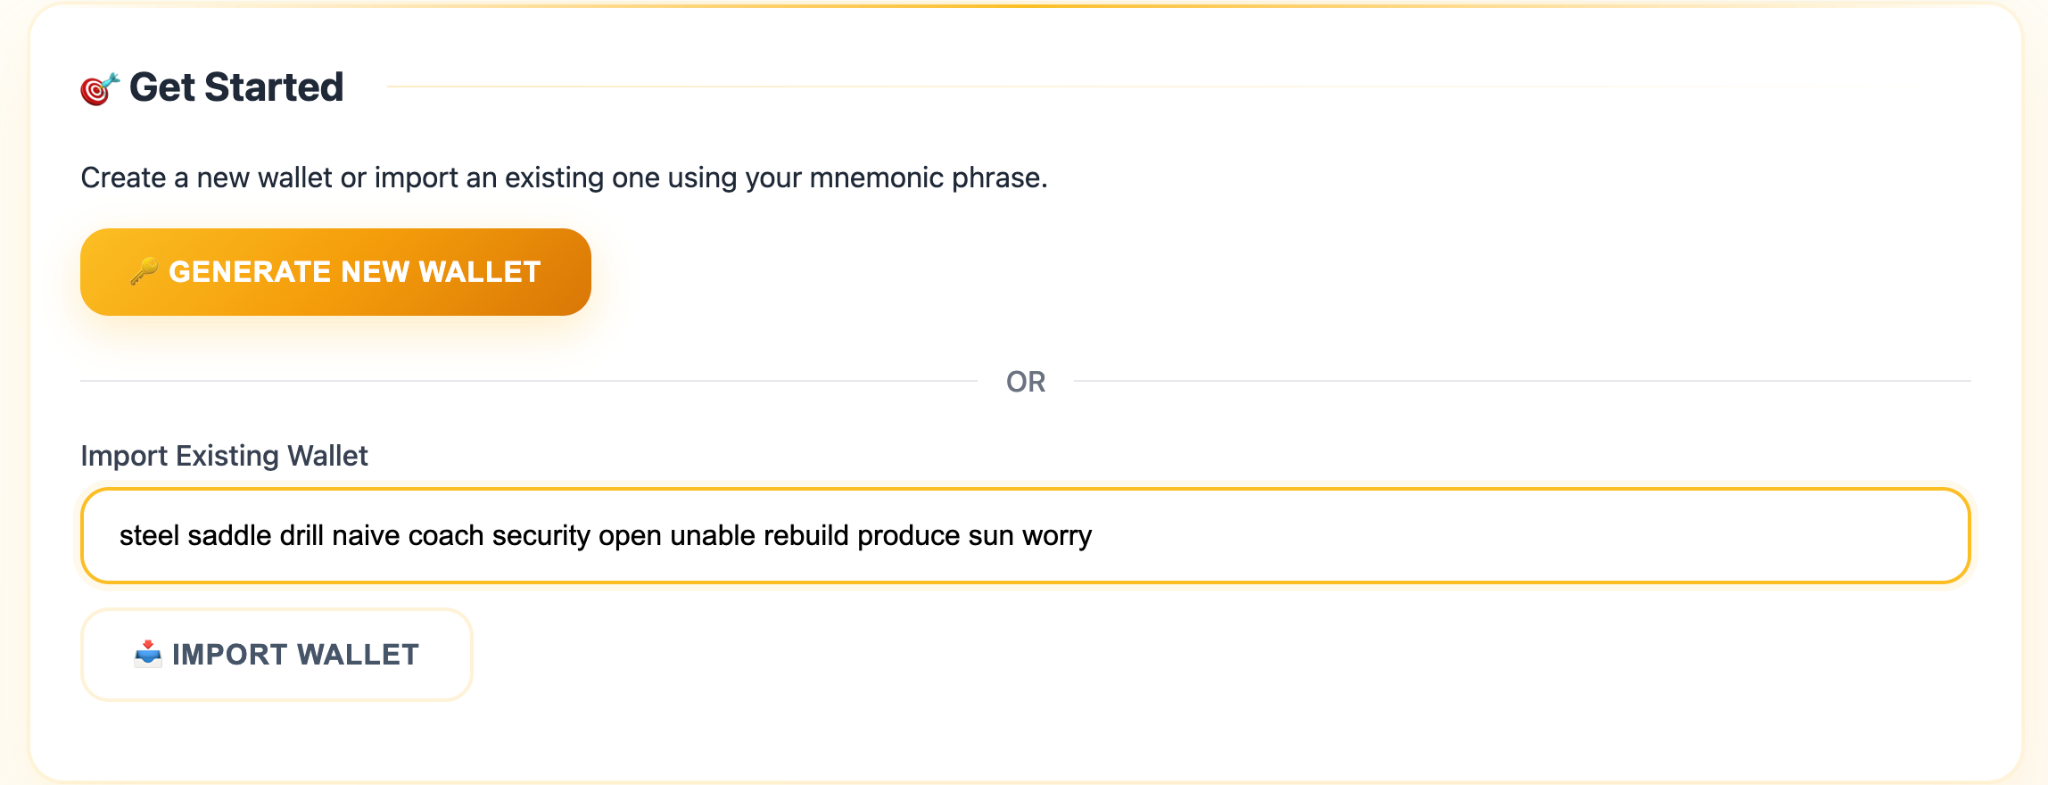 🎯 Get Started
Create a new wallet or import an existing one using your mnemonic phrase.
🔑 GENERATE NEW WALLET
OR
Import Existing Wallet
steel saddle drill naive coach security open unable rebuild produce sun worry
📥 IMPORT WALLET